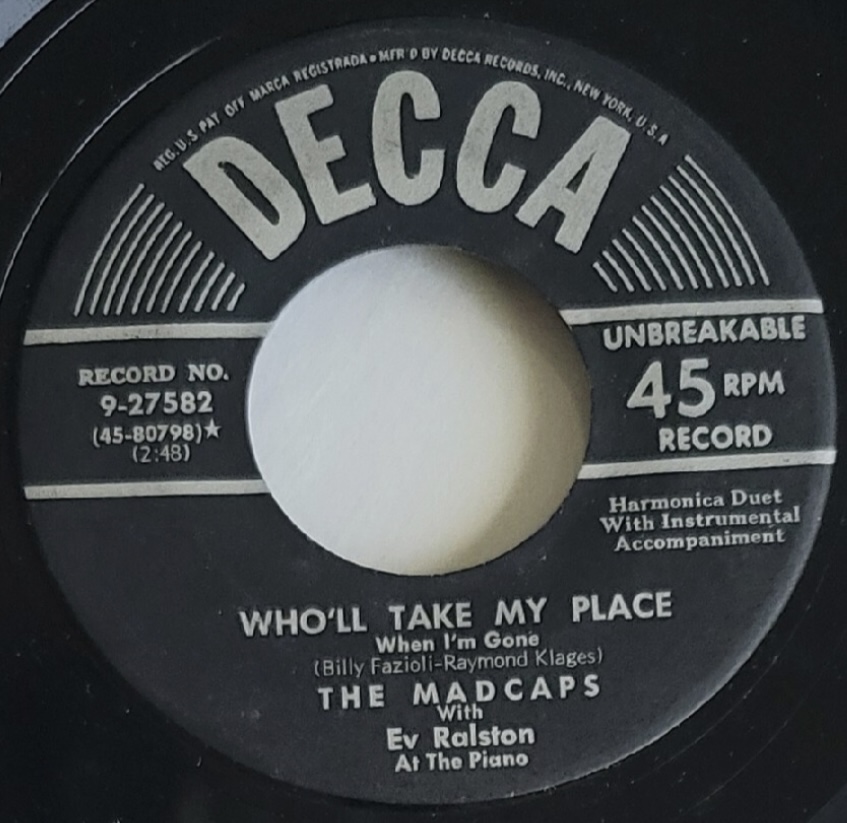 REG. U.S. PAT OFF MARCA REGISTRADA • MFR'D BY DECCA RECORDS, INC., NEW YORK, U.S.A
DECCA
RECORD NO.
9-27582
(45-80798)★
(2:48)
UNBREAKABLE
45 RPM
RECORD
Harmonica Duet
With Instrumental
Accompaniment
WHO'LL TAKE MY PLACE
When I'm Gone
(Billy Fazioli-Raymond Klages)
THE MADCAPS
With
Ev Ralston
At The Piano